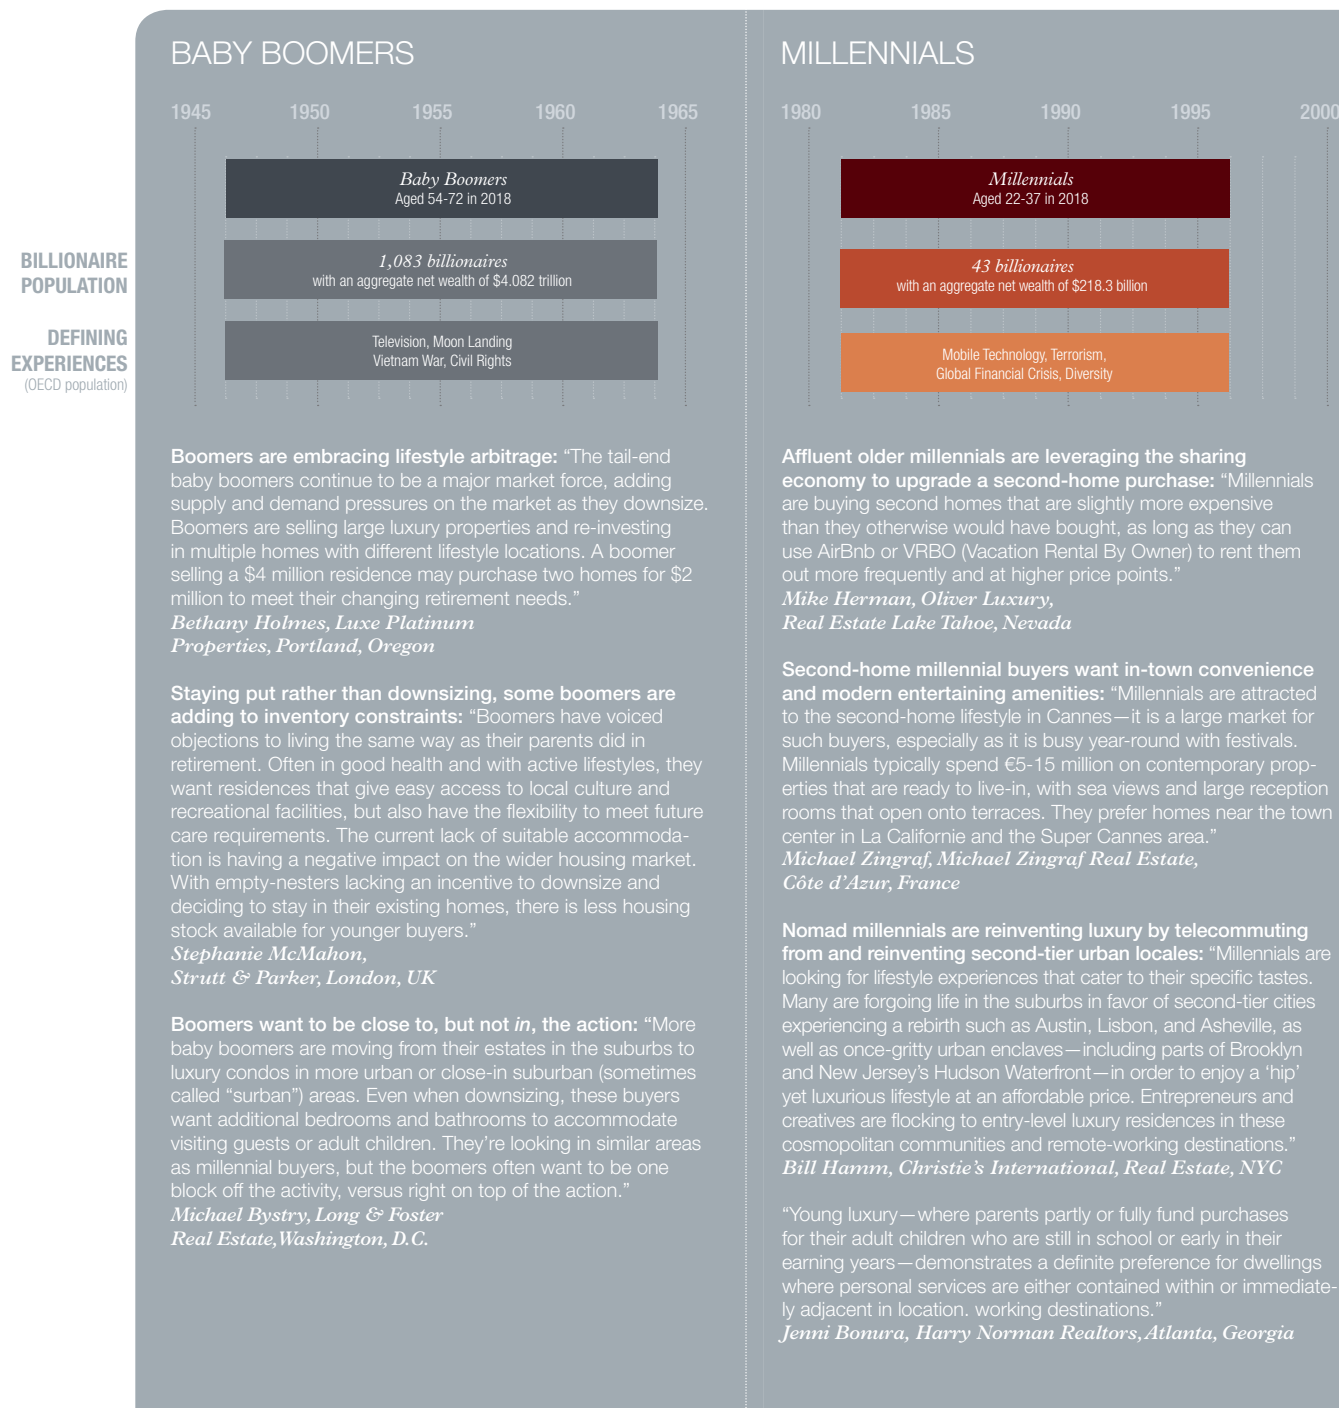 BABY BOOMERS
1945 1950 1955 1960 1965
Baby Boomers
Aged 54-72 in 2018
BILLIONAIRE
POPULATION
1,083 billionaires
with an aggregate net wealth of $4.082 trillion
DEFINING
EXPERIENCES
(OECD population)
Television, Moon Landing
Vietnam War, Civil Rights
Boomers are embracing lifestyle arbitrage: “The tail-end
baby boomers continue to be a major market force, adding
supply and demand pressures on the market as they downsize.
Boomers are selling large luxury properties and re-investing
in multiple homes with different lifestyle locations. A boomer
selling a $4 million residence may purchase two homes for $2
million to meet their changing retirement needs.”
Bethany Holmes, Luxe Platinum
Properties, Portland, Oregon
Staying put rather than downsizing, some boomers are
adding to inventory constraints: “Boomers have voiced
objections to living the same way as their parents did in
retirement. Often in good health and with active lifestyles, they
want residences that give easy access to local culture and
recreational facilities, but also have the flexibility to meet future
care requirements. The current lack of suitable accommoda-
tion is having a negative impact on the wider housing market.
With empty-nesters lacking an incentive to downsize and
deciding to stay in their existing homes, there is less housing
stock available for younger buyers.”
Stephanie McMahon,
Strutt & Parker, London, UK
Boomers want to be close to, but not in, the action: “More
baby boomers are moving from their estates in the suburbs to
luxury condos in more urban or close-in suburban (sometimes
called “surban”) areas. Even when downsizing, these buyers
want additional bedrooms and bathrooms to accommodate
visiting guests or adult children. They’re looking in similar areas
as millennial buyers, but the boomers often want to be one
block off the activity, versus right on top of the action.”
Michael Bystry, Long & Foster
Real Estate, Washington, D.C.
MILLENNIALS
1980 1985 1990 1995 2000
Millennials
Aged 22-37 in 2018
43 billionaires
with an aggregate net wealth of $218.3 billion
Mobile Technology, Terrorism,
Global Financial Crisis, Diversity
Affluent older millennials are leveraging the sharing
economy to upgrade a second-home purchase: “Millennials
are buying second homes that are slightly more expensive
than they otherwise would have bought, as long as they can
use AirBnb or VRBO (Vacation Rental By Owner) to rent them
out more frequently and at higher price points.”
Mike Herman, Oliver Luxury,
Real Estate Lake Tahoe, Nevada
Second-home millennial buyers want in-town convenience
and modern entertaining amenities: “Millennials are attracted
to the second-home lifestyle in Cannes—it is a large market for
such buyers, especially as it is busy year-round with festivals.
Millennials typically spend €5-15 million on contemporary prop-
erties that are ready to live-in, with sea views and large reception
rooms that open onto terraces. They prefer homes near the town
center in La Californie and the Super Cannes area.”
Michael Zingraf, Michael Zingraf Real Estate,
Côte d’Azur, France
Nomad millennials are reinventing luxury by telecommuting
from and reinventing second-tier urban locales: “Millennials are
looking for lifestyle experiences that cater to their specific tastes.
Many are forgoing life in the suburbs in favor of second-tier cities
experiencing a rebirth such as Austin, Lisbon, and Asheville, as
well as once-gritty urban enclaves—including parts of Brooklyn
and New Jersey’s Hudson Waterfront—in order to enjoy a ‘hip’
yet luxurious lifestyle at an affordable price. Entrepreneurs and
creatives are flocking to entry-level luxury residences in these
cosmopolitan communities and remote-working destinations.”
Bill Hamm, Christie’s International, Real Estate, NYC
“Young luxury—where parents partly or fully fund purchases
for their adult children who are still in school or early in their
earning years—demonstrates a definite preference for dwellings
where personal services are either contained within or immediate-
ly adjacent in location. working destinations.”
Jenni Bonura, Harry Norman Realtors, Atlanta, Georgia